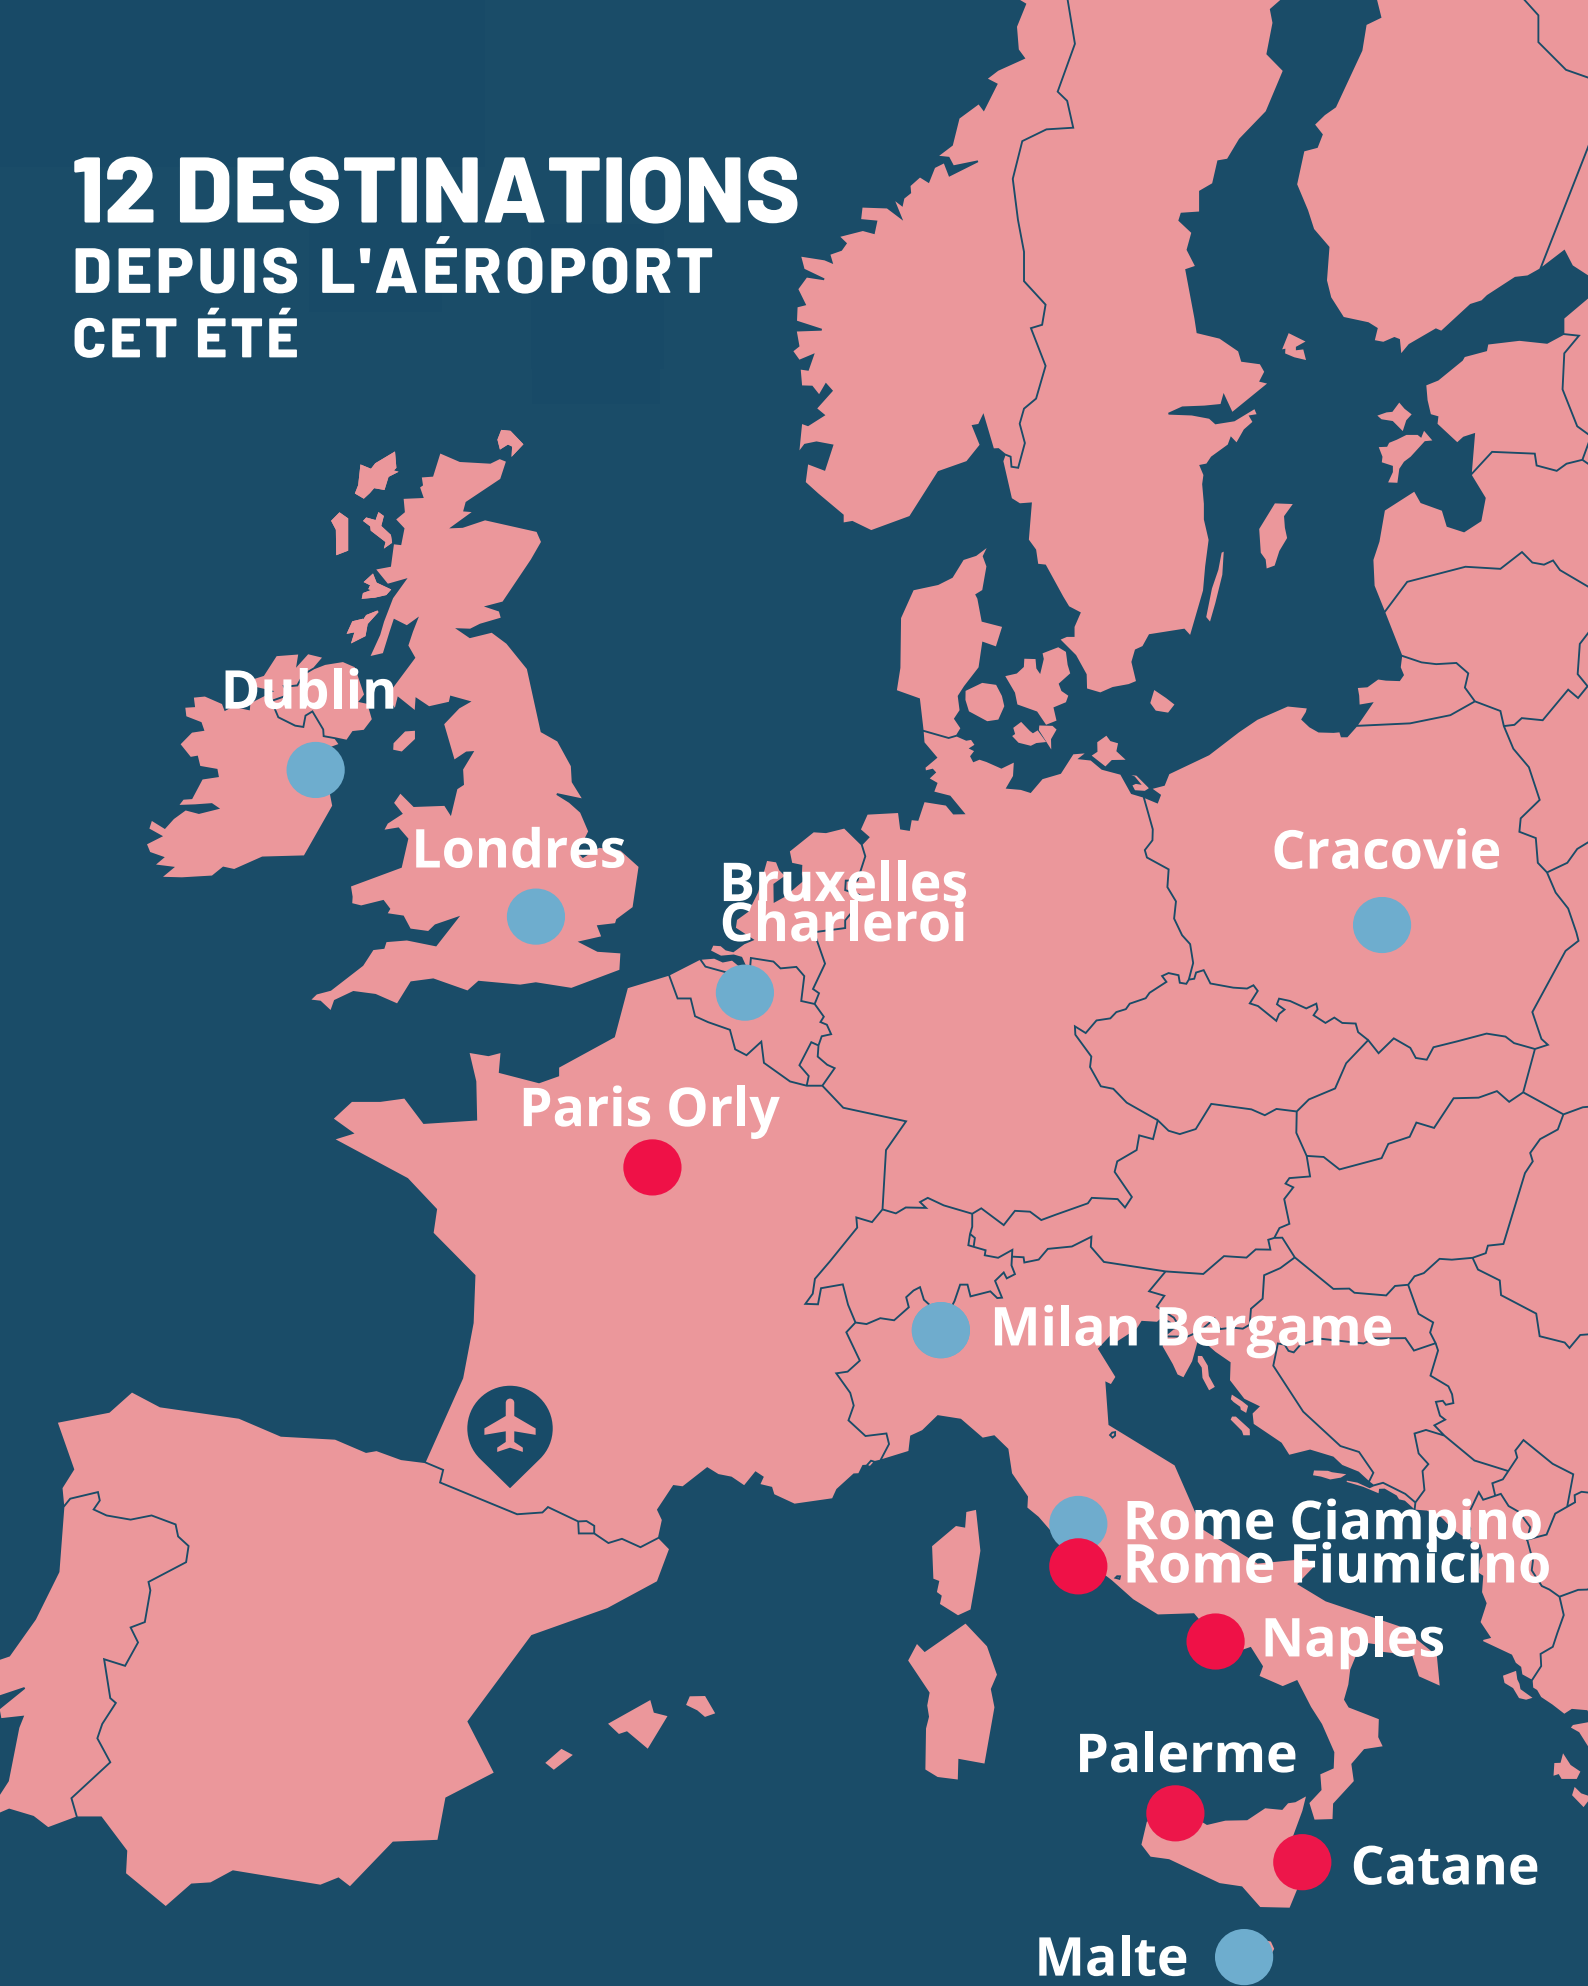 12 DESTINATIONS
DEPUIS L'AÉROPORT
CET ÉTÉ
Dublin
Londres
Bruxelles
Charleroi
Cracovie
Paris Orly
Milan Bergame
Rome Ciampino
Rome Fiumicino
Naples
Palerme
Catane
Malte